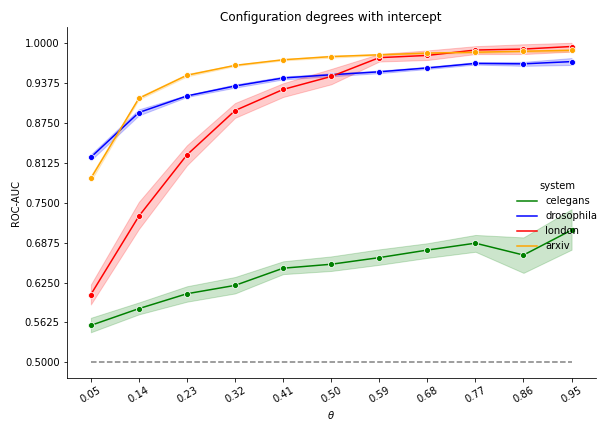 Configuration degrees with intercept
1.0000
0.9375
0.8750
0.8125
0.7500
0.6875
0.6250
0.5625
0.5000
ROC-AUC
system
celegans
drosophila
london
arxiv
0.05 0.14 0.23 0.32 0.41 0.50 0.59 0.68 0.77 0.86 0.95
θ